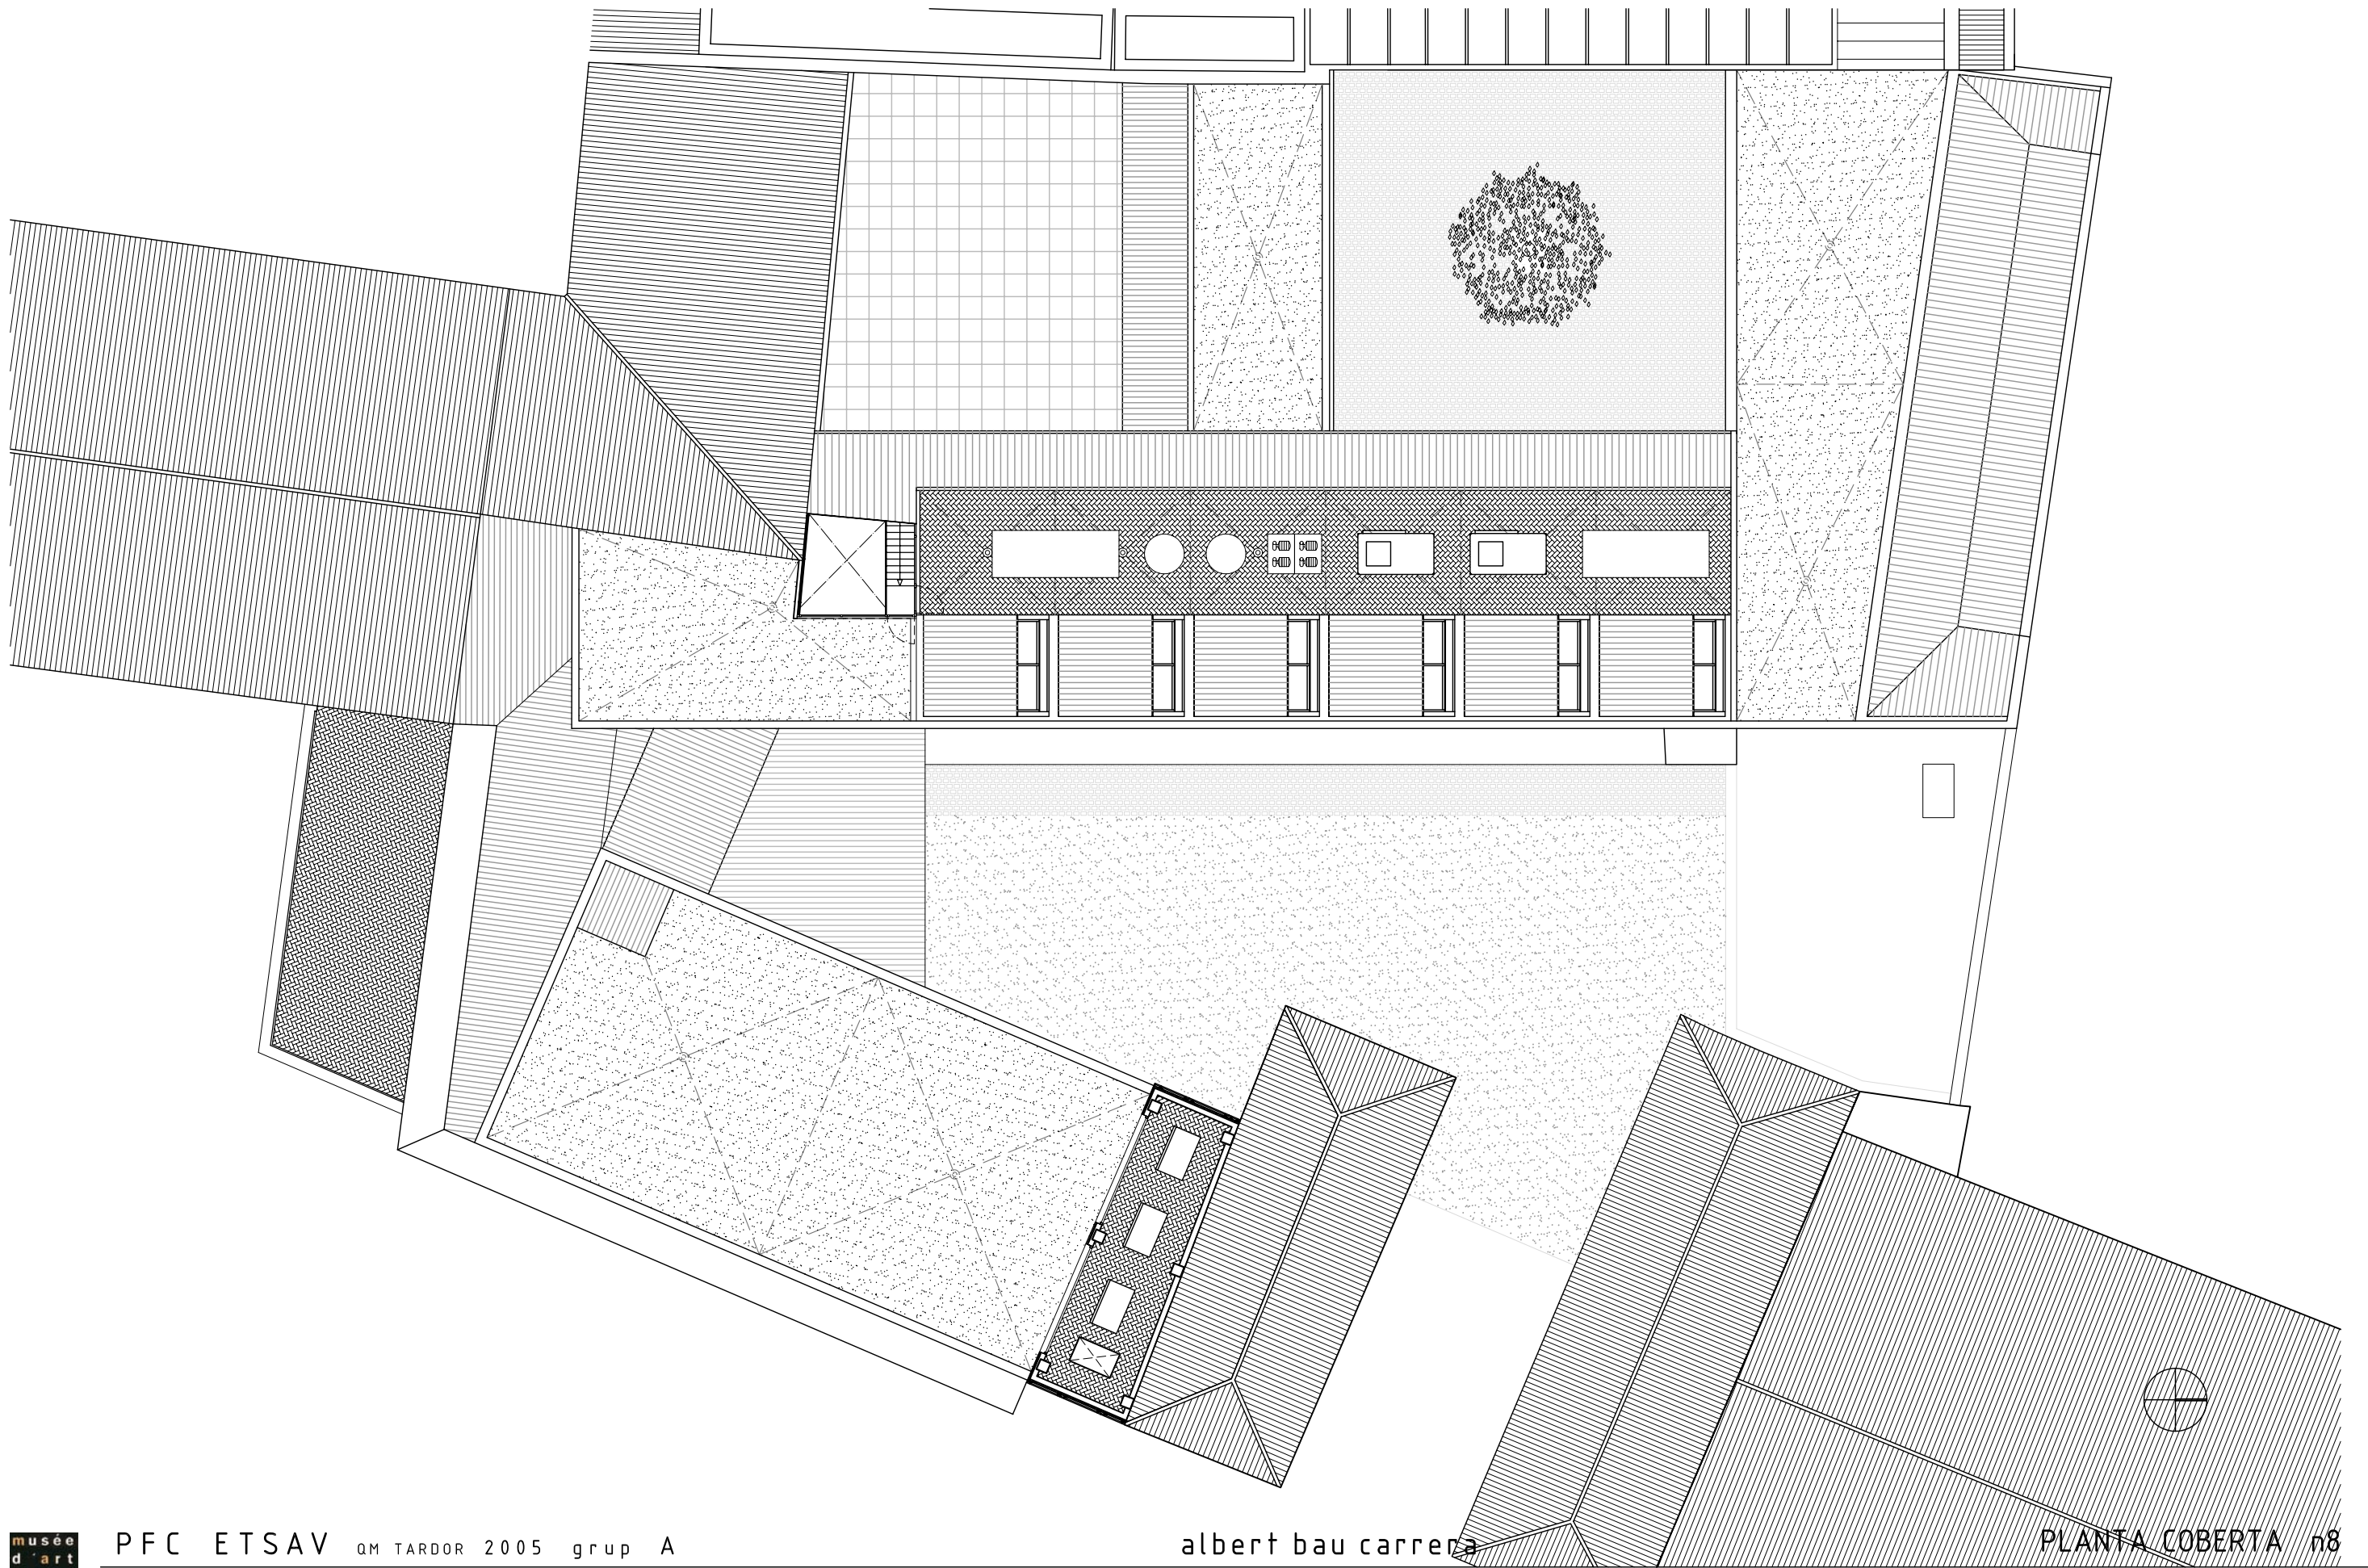 musée
d'art
PFC ETSAV QM TARDOR 2005 grup A
albert bau carrera
PLANTA COBERTA n8